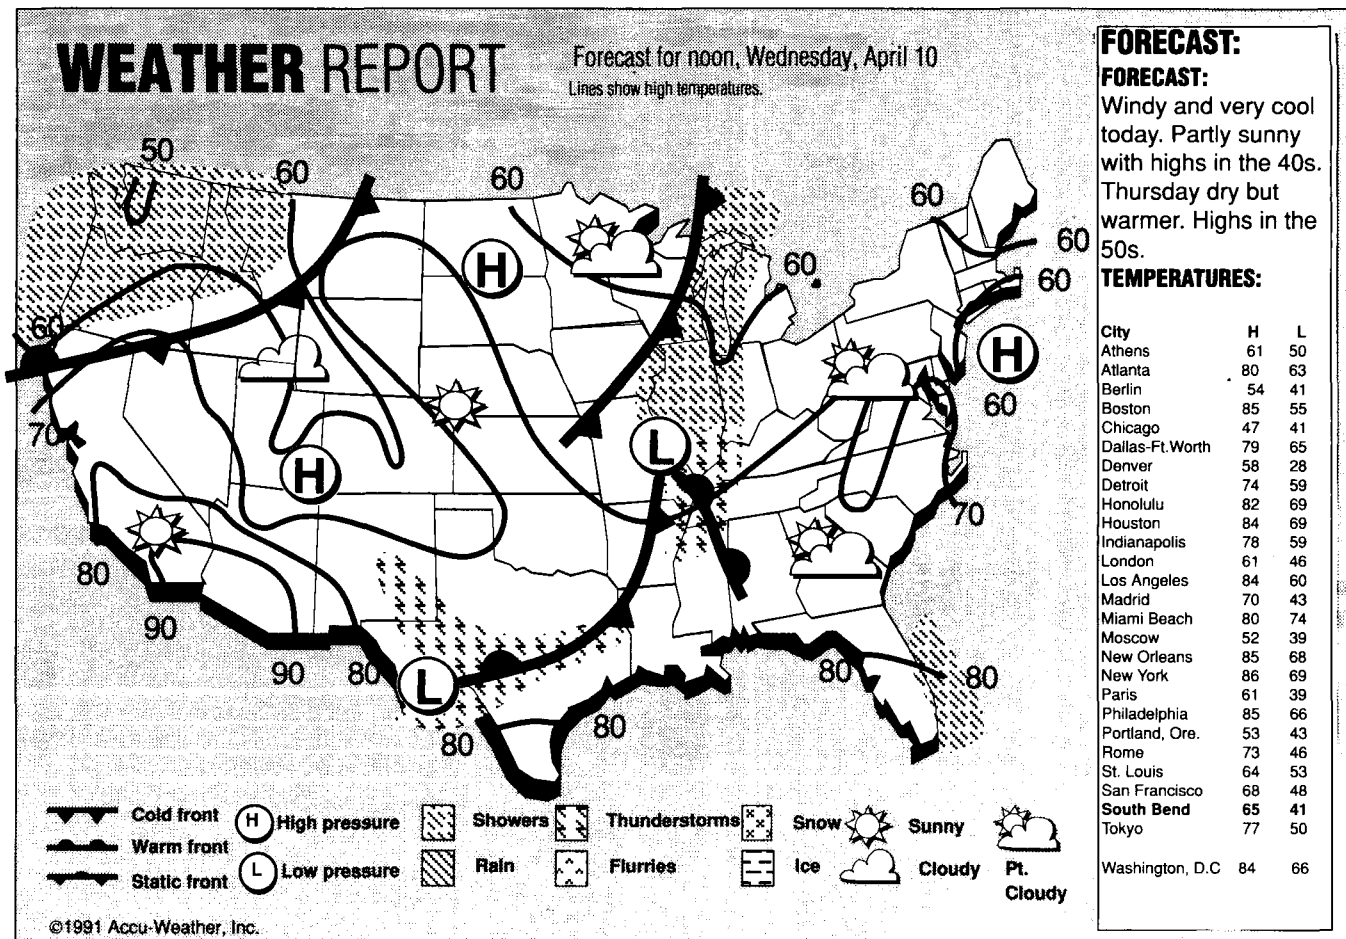 WEATHER REPORT
Forecast for noon, Wednesday, April 10
Lines show high temperatures.
50
60
60
60
60
60
60
60
60
70
70
80
90
90
80
80
80
80
80
H
H
H
L
L
Cold front
Warm front
Static front
H High pressure
L Low pressure
Showers
Rain
Thunderstorms
Flurries
Snow
Ice
Sunny
Cloudy
Pt.
Cloudy
©1991 Accu-Weather, Inc.
FORECAST:
FORECAST:
Windy and very cool
today. Partly sunny
with highs in the 40s.
Thursday dry but
warmer. Highs in the
50s.
TEMPERATURES:
City H L
Athens 61 50
Atlanta 80 63
Berlin 54 41
Boston 85 55
Chicago 47 41
Dallas-Ft.Worth 79 65
Denver 58 28
Detroit 74 59
Honolulu 82 69
Houston 84 69
Indianapolis 78 59
London 61 46
Los Angeles 84 60
Madrid 70 43
Miami Beach 80 74
Moscow 52 39
New Orleans 85 68
New York 86 69
Paris 61 39
Philadelphia 85 66
Portland, Ore. 53 43
Rome 73 46
St. Louis 64 53
San Francisco 68 48
South Bend 65 41
Tokyo 77 50
Washington, D.C 84 66